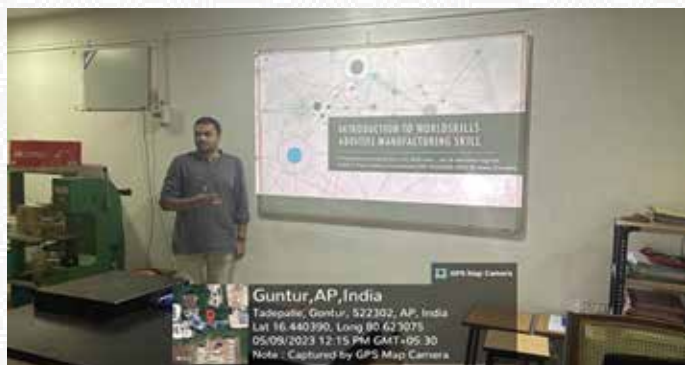 INTRODUCTION TO WORLDSKILLS
ADDITIVE MANUFACTURING SKILL
GPS Map Camera
Guntur,AP,India
Tadepalle, Guntur, 522302, AP, India
Lat 16.440390, Long 80.623075
05/09/2023 12:15 PM GMT+05:30
Note : Captured by GPS Map Camera